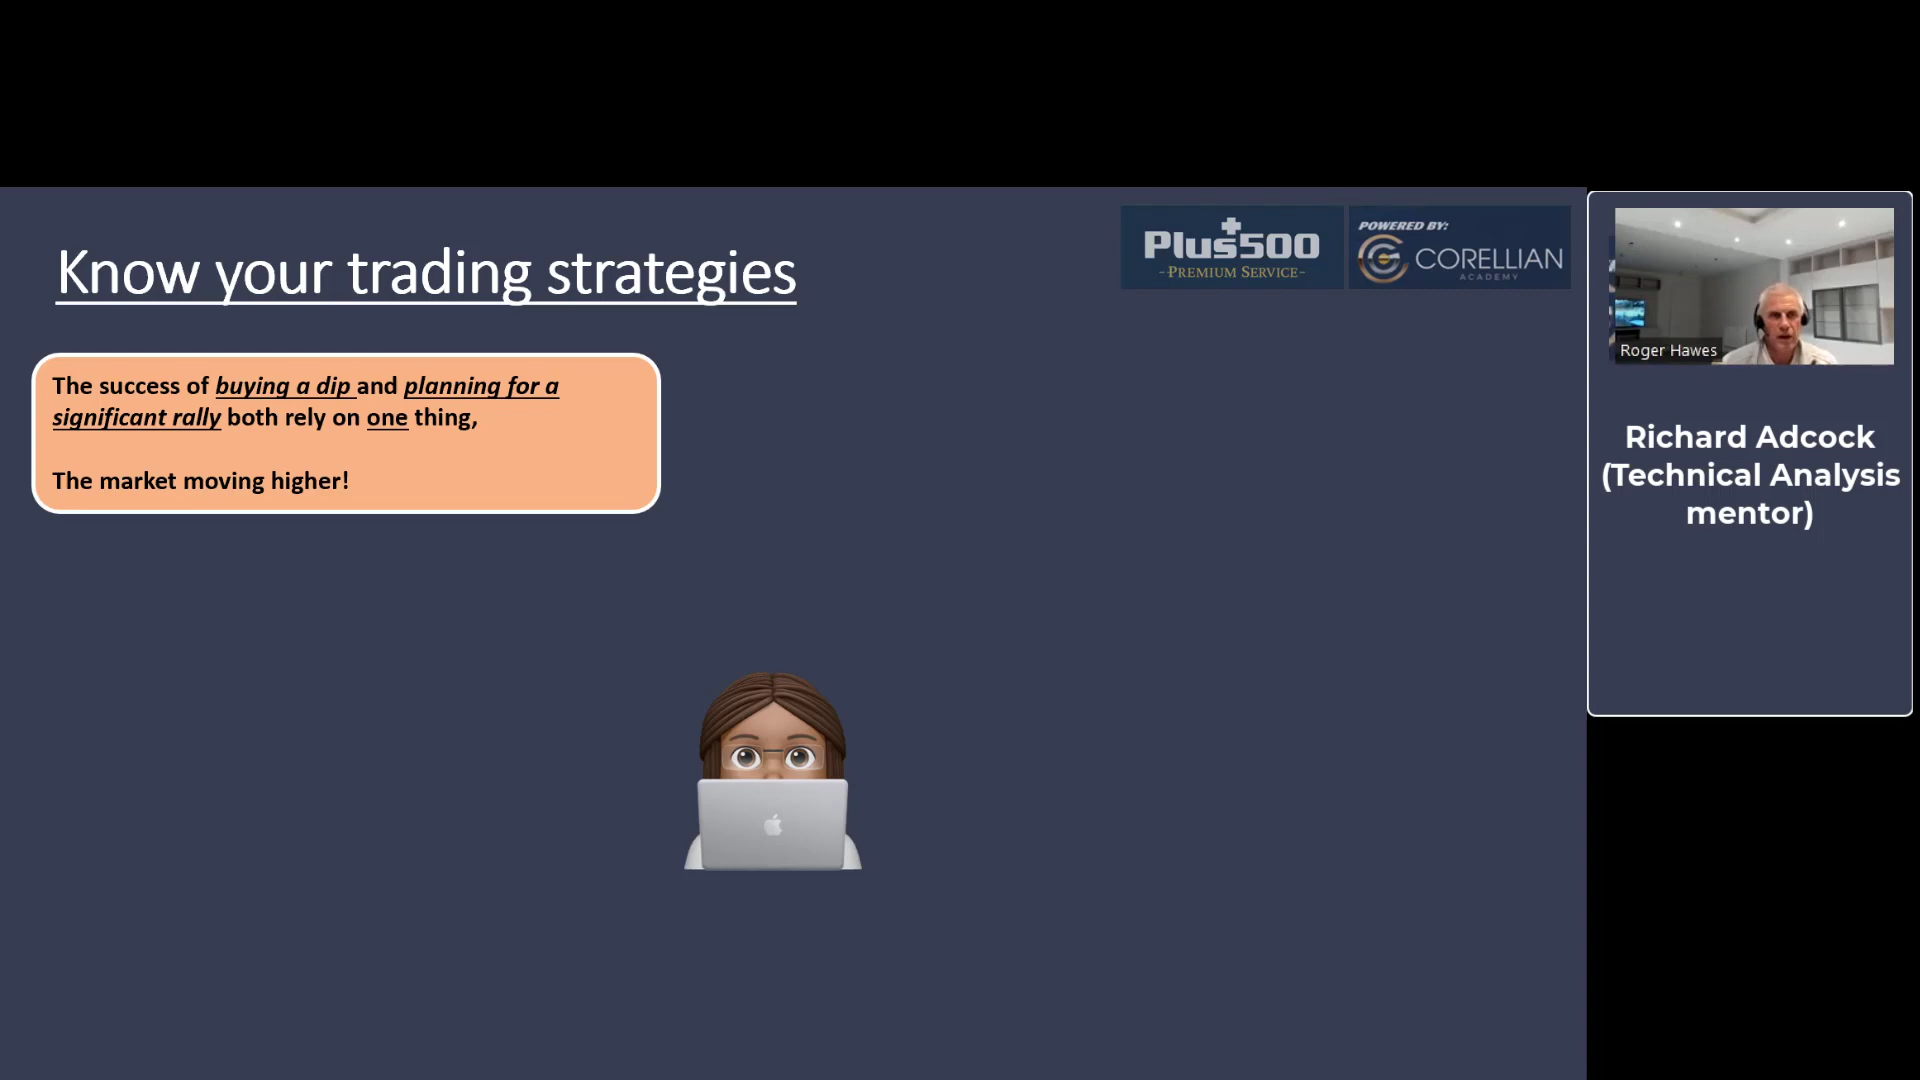 Know your trading strategies
Plus500
-PREMIUM SERVICE-
POWERED BY:
CORELLIAN
ACADEMY
The success of buying a dip and planning for a
significant rally both rely on one thing,
The market moving higher!
Roger Hawes
Richard Adcock
(Technical Analysis
mentor)